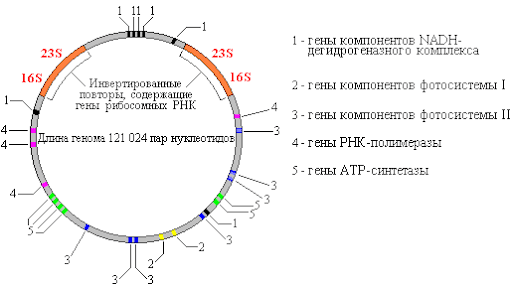 1 11 1
1
23S
23S
16S
16S
Инвертированные
повторы, содержащие
гены рибосомных РНК
1
4
4
3
Длина генома 121 024 пар нуклеотидов
4
3
3
4
5
5
1
3
3
2
2
3
3
1 - гены компонентов NADH-
дегидрогеназного комплекса
2 - гены компонентов фотосистемы I
3 - гены компонентов фотосистемы II
4 - гены РНК-полимеразы
5 - гены АТР-синтетазы